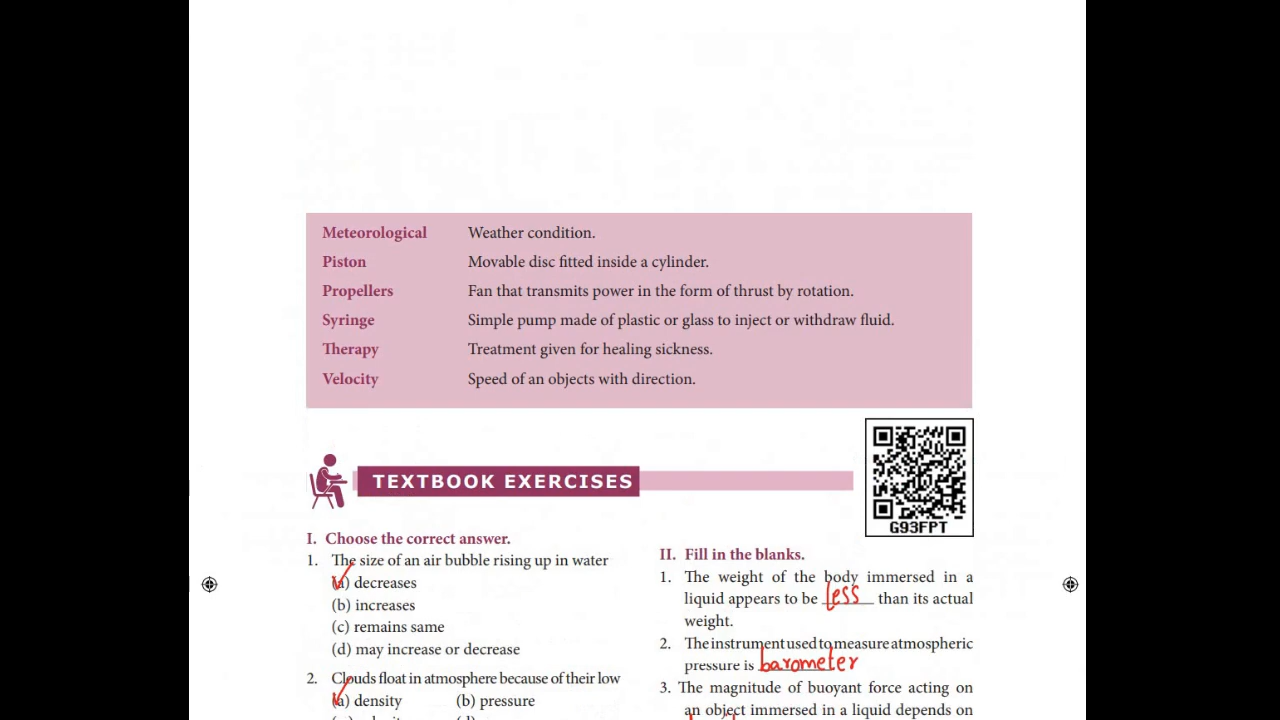 Meteorological Weather condition.
Piston Movable disc fitted inside a cylinder.
Propellers Fan that transmits power in the form of thrust by rotation.
Syringe Simple pump made of plastic or glass to inject or withdraw fluid.
Therapy Treatment given for healing sickness.
Velocity Speed of an objects with direction.
G93FPT
TEXTBOOK EXERCISES
I. Choose the correct answer.
1. The size of an air bubble rising up in water
(a) decreases
(b) increases
(c) remains same
(d) may increase or decrease
2. Clouds float in atmosphere because of their low
(a) density (b) pressure
II. Fill in the blanks.
1. The weight of the body immersed in a
liquid appears to be less than its actual
weight.
2. The instrument used to measure atmospheric
pressure is barometer
3. The magnitude of buoyant force acting on
an object immersed in a liquid depends on